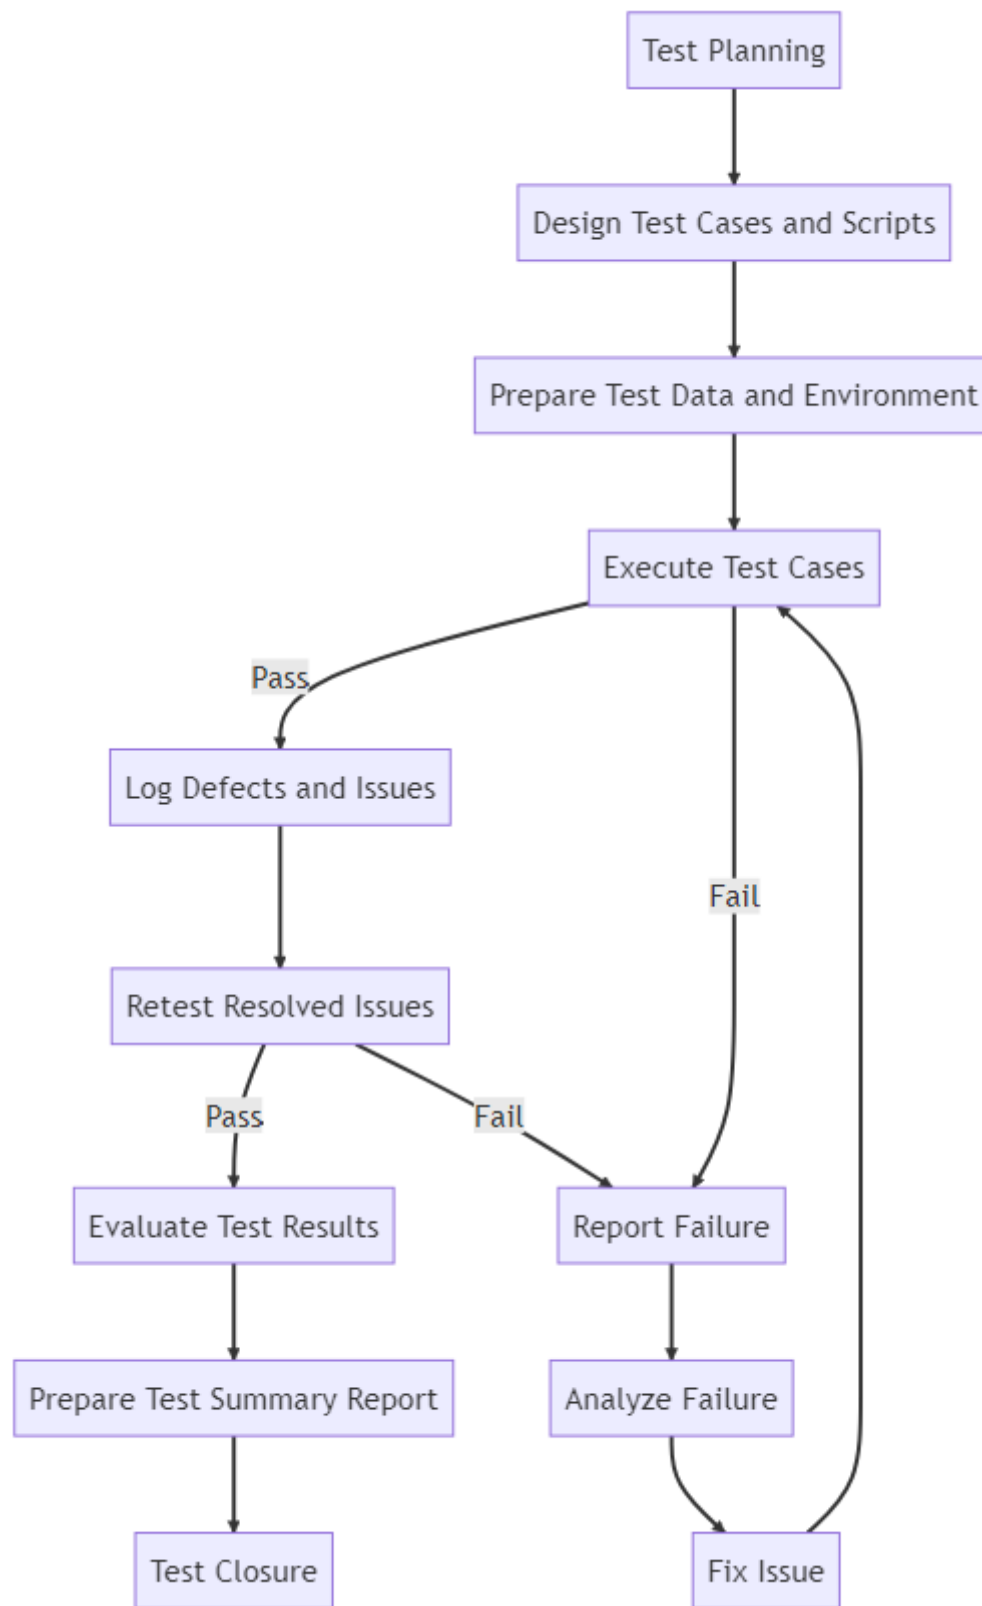 Test Planning
Design Test Cases and Scripts
Prepare Test Data and Environment
Execute Test Cases
Pass
Log Defects and Issues
Fail
Retest Resolved Issues
Pass
Fail
Evaluate Test Results
Report Failure
Prepare Test Summary Report
Analyze Failure
Test Closure
Fix Issue